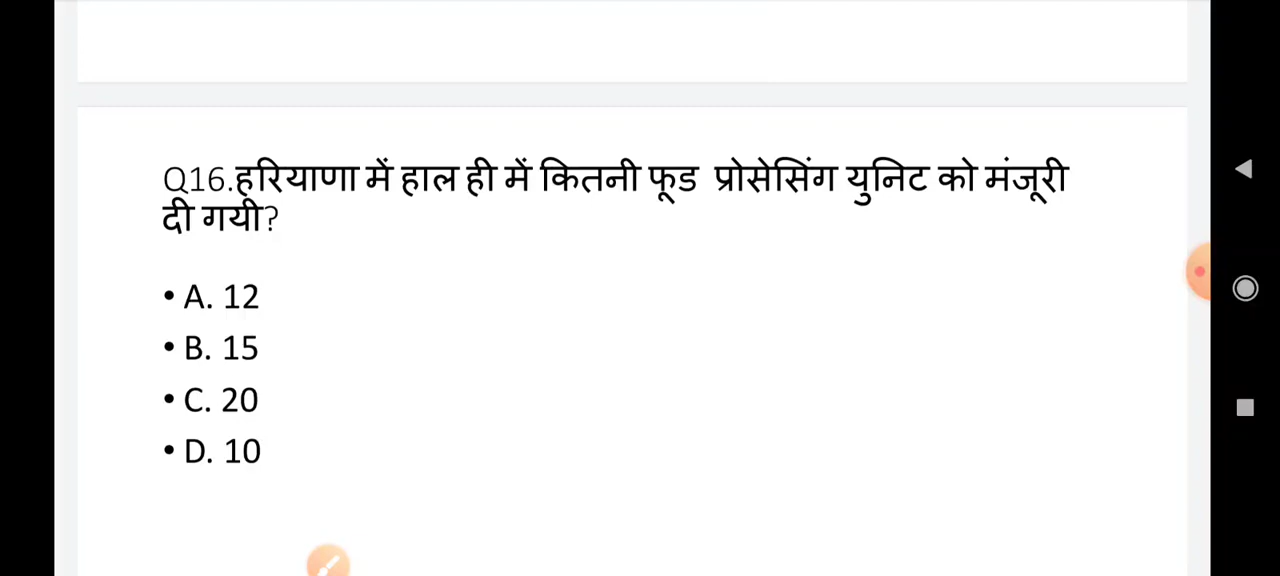 Q16.हरियाणा में हाल ही में कितनी फूड  प्रोसेसिंग युनिट को मंजूरी
दी गयी?
• A. 12
• B. 15
• C. 20
• D. 10